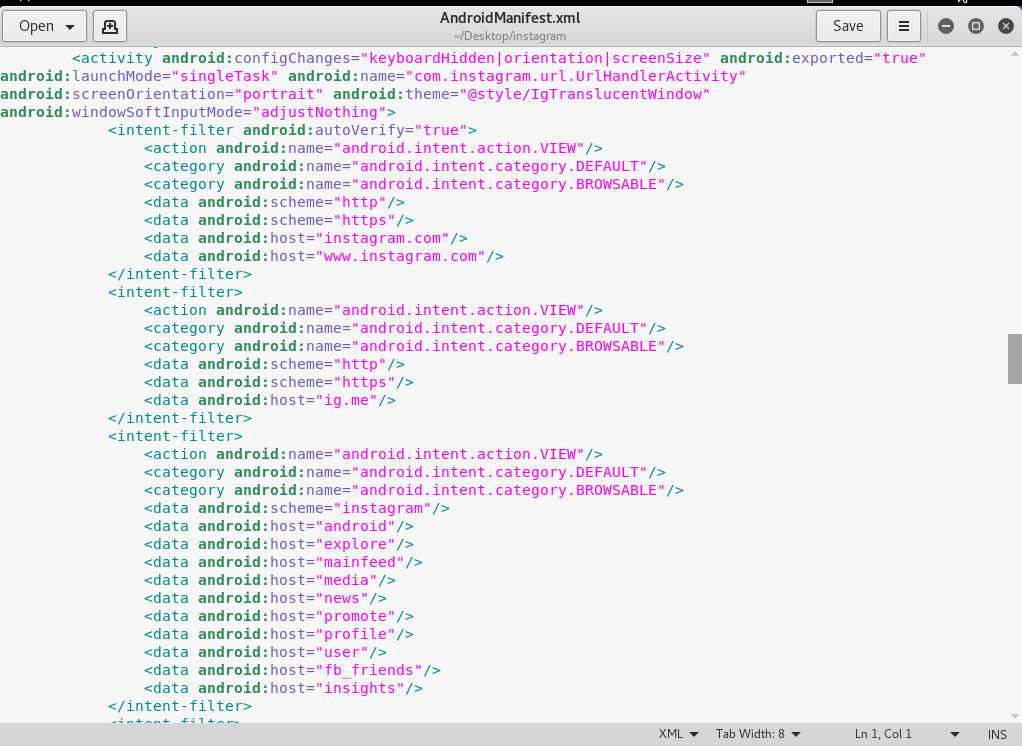 Open
AndroidManifest.xml
~/Desktop/instagram
Save
<activity android:configChanges="keyboardHidden|orientation|screenSize" android:exported="true"
android:launchMode="singleTask" android:name="com.instagram.url.UrlHandlerActivity"
android:screenOrientation="portrait" android:theme="@style/IgTranslucentWindow"
android:windowSoftInputMode="adjustNothing">
<intent-filter android:autoVerify="true">
<action android:name="android.intent.action.VIEW"/>
<category android:name="android.intent.category.DEFAULT"/>
<category android:name="android.intent.category.BROWSABLE"/>
<data android:scheme="http"/>
<data android:scheme="https"/>
<data android:host="instagram.com"/>
<data android:host="www.instagram.com"/>
</intent-filter>
<intent-filter>
<action android:name="android.intent.action.VIEW"/>
<category android:name="android.intent.category.DEFAULT"/>
<category android:name="android.intent.category.BROWSABLE"/>
<data android:scheme="http"/>
<data android:scheme="https"/>
<data android:host="ig.me"/>
</intent-filter>
<intent-filter>
<action android:name="android.intent.action.VIEW"/>
<category android:name="android.intent.category.DEFAULT"/>
<category android:name="android.intent.category.BROWSABLE"/>
<data android:scheme="instagram"/>
<data android:host="android"/>
<data android:host="explore"/>
<data android:host="mainfeed"/>
<data android:host="media"/>
<data android:host="news"/>
<data android:host="promote"/>
<data android:host="profile"/>
<data android:host="user"/>
<data android:host="fb_friends"/>
<data android:host="insights"/>
</intent-filter>
<intent-filter>
XML Tab Width: 8 Ln 1, Col 1 INS